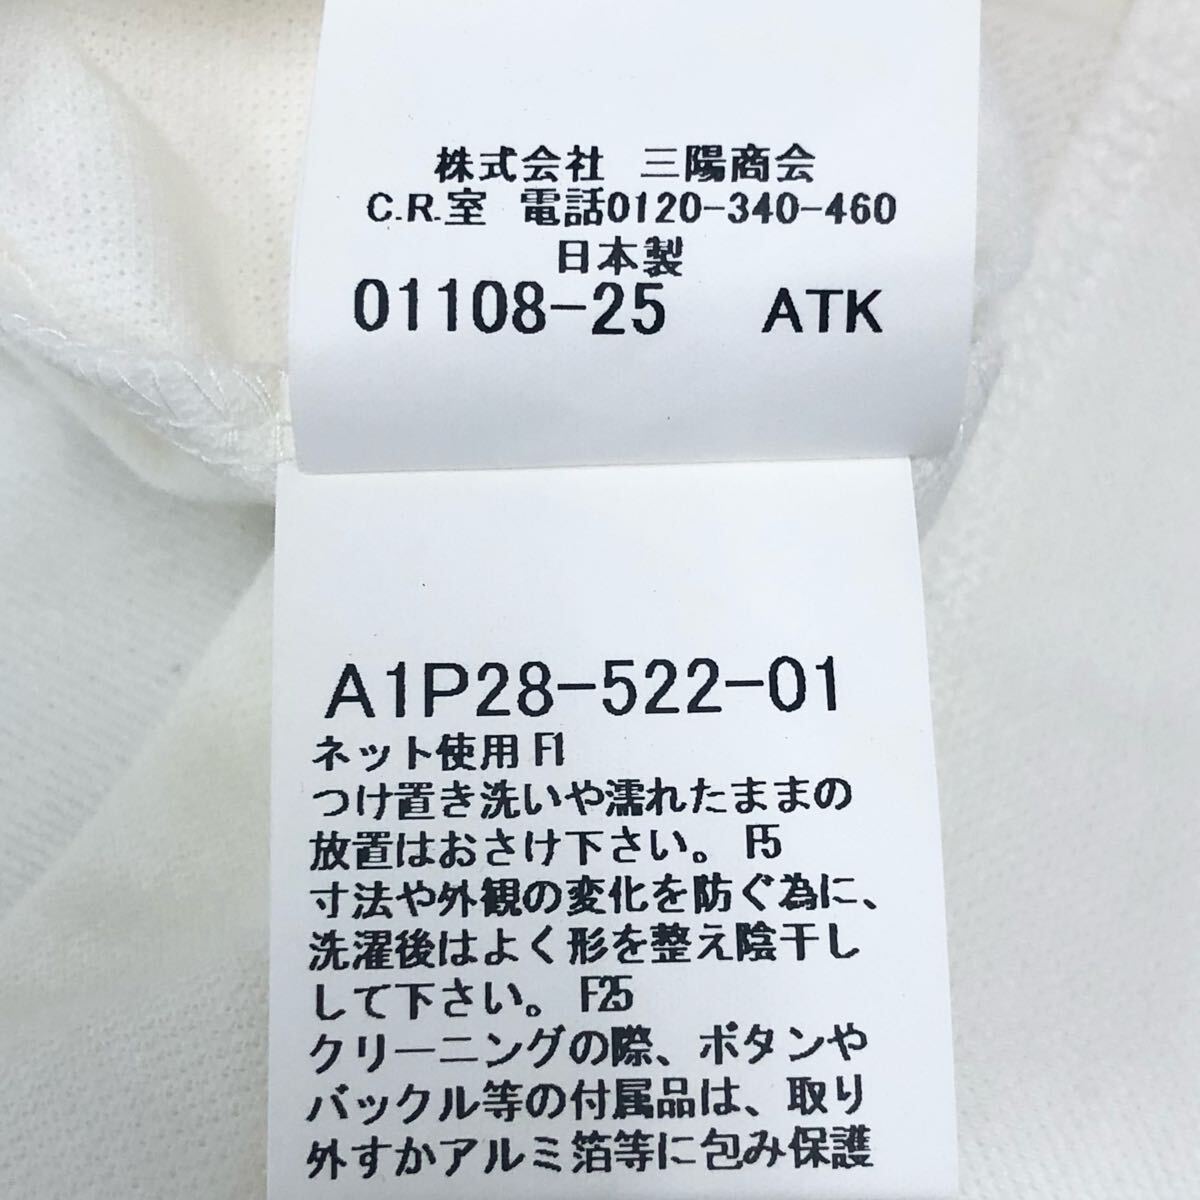 株式会社 三陽商会
C.R.室 電話0120-340-460
日本製
01108-25 ATK
A1P28-522-01
ネット使用 F1
つけ置き洗いや濡れたままの
放置はおさけ下さい。 F5
寸法や外観の変化を防ぐ為に、
洗濯後はよく形を整え陰干し
して下さい。 F25
クリーニングの際、ボタンや
バックル等の付属品は、取り
外すかアルミ箔等に包み保護